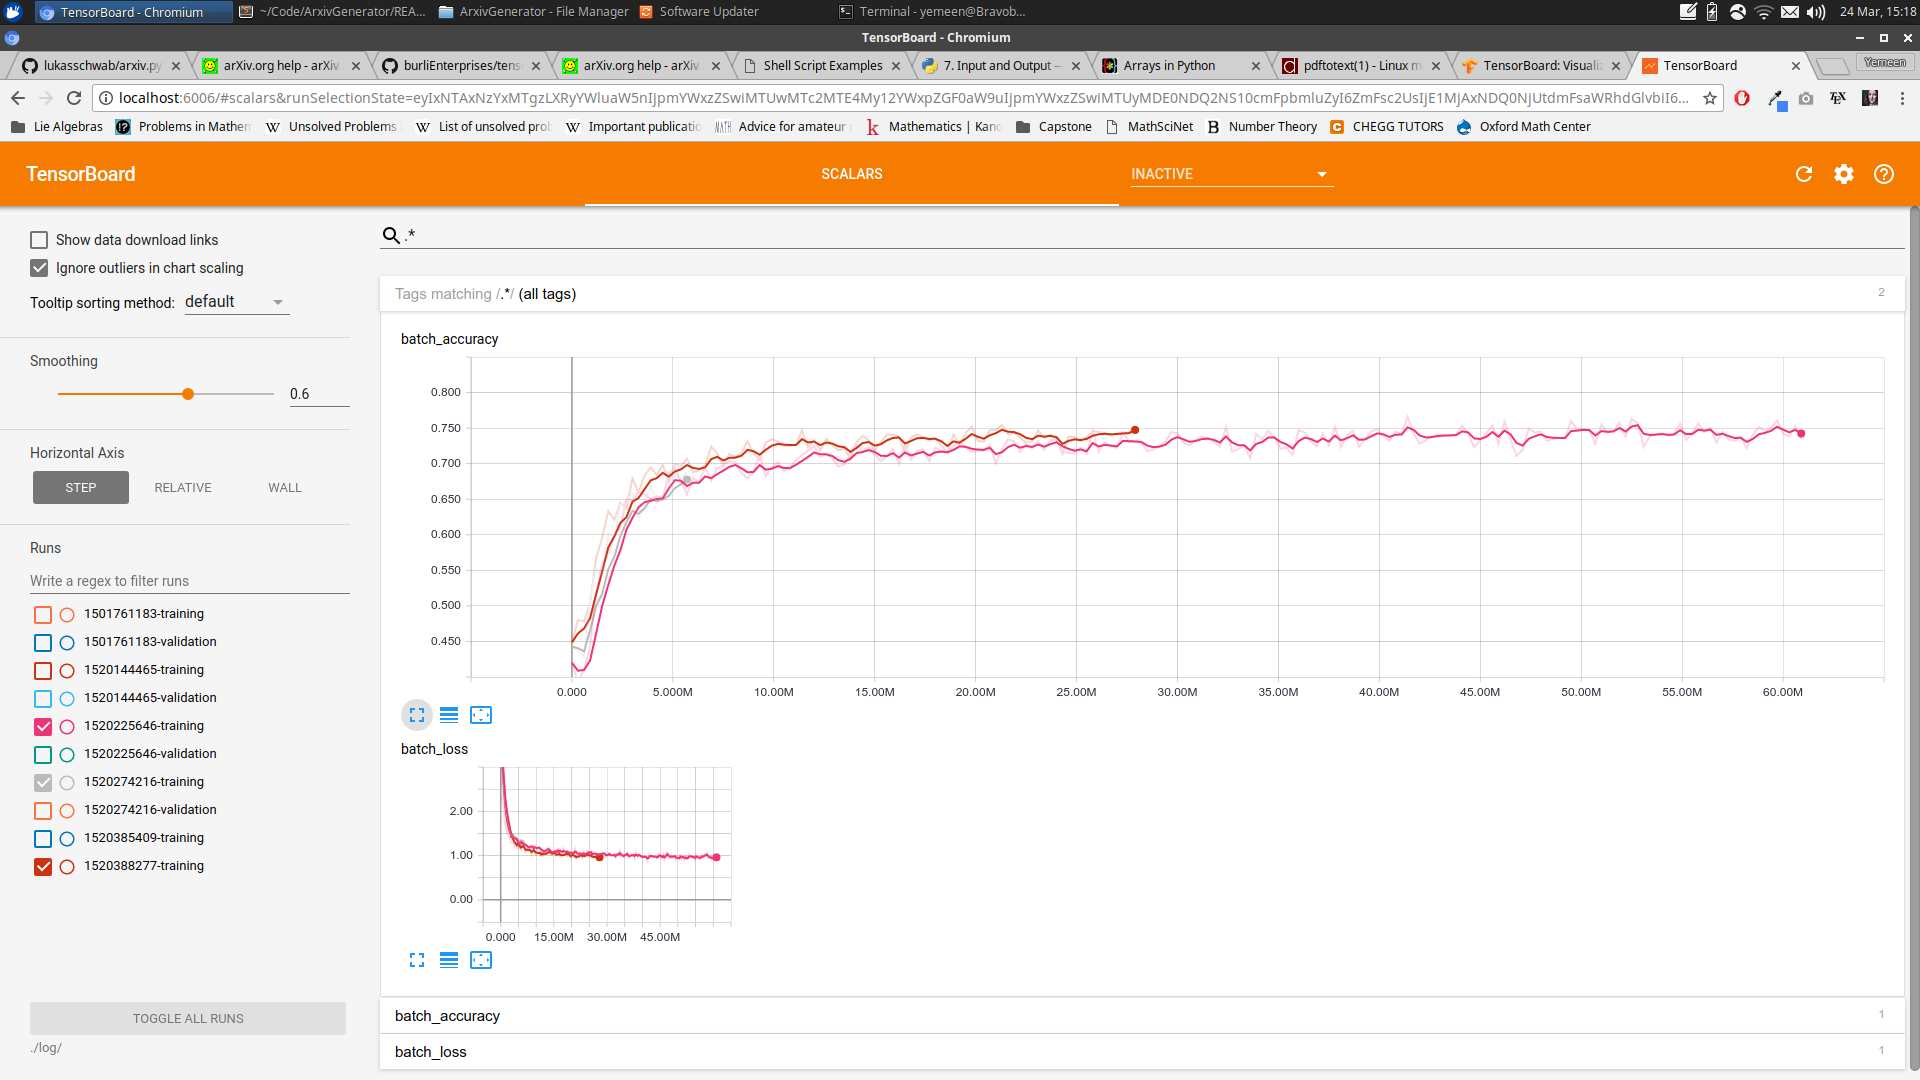 TensorBoard - Chromium
~/Code/ArxivGenerator/REA...
ArxivGenerator - File Manager
Software Updater
Terminal - yemeen@Bravob...
24 Mar, 15:18
TensorBoard - Chromium
lukasschwab/arxiv.py
arXiv.org help - arXiv
burliEnterprises/tens
arXiv.org help - arXiv
Shell Script Examples
7. Input and Output —
Arrays in Python
pdftotext(1) - Linux m
TensorBoard: Visuali
TensorBoard
Yemeen
Lie Algebras
Problems in Mathem
Unsolved Problems
List of unsolved prob
Important publicatio
Advice for amateur
Mathematics | Kan
Capstone
MathSciNet
Number Theory
CHEGG TUTORS
Oxford Math Center
TensorBoard
SCALARS
INACTIVE
Show data download links
Ignore outliers in chart scaling
Tooltip sorting method: default
Smoothing
0.6
Horizontal Axis
STEP RELATIVE WALL
Runs
Write a regex to filter runs
1501761183-training
1501761183-validation
1520144465-training
1520144465-validation
1520225646-training
1520225646-validation
1520274216-training
1520274216-validation
1520385409-training
1520388277-training
TOGGLE ALL RUNS
./log/
.*
Tags matching /.*/ (all tags)
2
batch_accuracy
0.800
0.750
0.700
0.650
0.600
0.550
0.500
0.450
0.000 5.000M 10.00M 15.00M 20.00M 25.00M 30.00M 35.00M 40.00M 45.00M 50.00M 55.00M 60.00M
batch_loss
2.00
1.00
0.00
0.000 15.00M 30.00M 45.00M
batch_accuracy
1
batch_loss
1